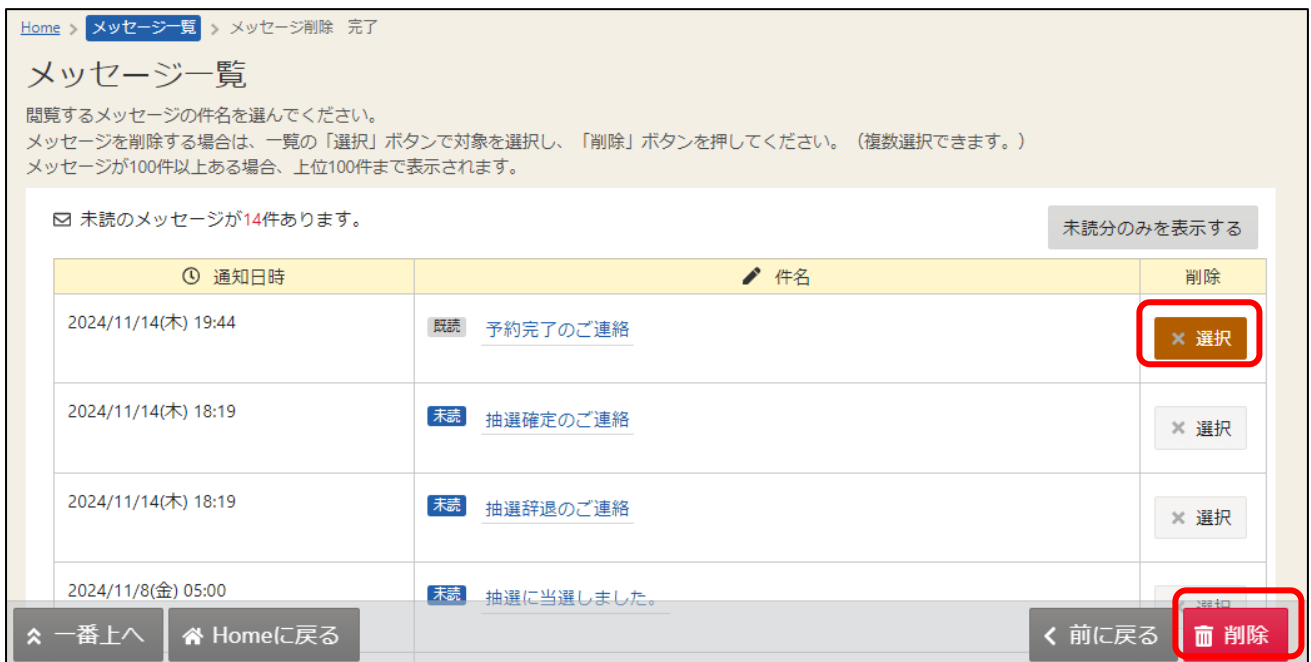 Home > メッセージ一覧 > メッセージ削除 完了
メッセージ一覧
閲覧するメッセージの件名を選んでください。
メッセージを削除する場合は、一覧の「選択」ボタンで対象を選択し、「削除」ボタンを押してください。（複数選択できます。）
メッセージが100件以上ある場合、上位100件まで表示されます。
未読のメッセージが14件あります。
未読分のみを表示する
通知日時 件名 削除
2024/11/14(木) 19:44 既読 予約完了のご連絡 × 選択
2024/11/14(木) 18:19 未読 抽選確定のご連絡 × 選択
2024/11/14(木) 18:19 未読 抽選辞退のご連絡 × 選択
2024/11/8(金) 05:00 未読 抽選に当選しました。 選択
一番上へ Homeに戻る 前に戻る 削除